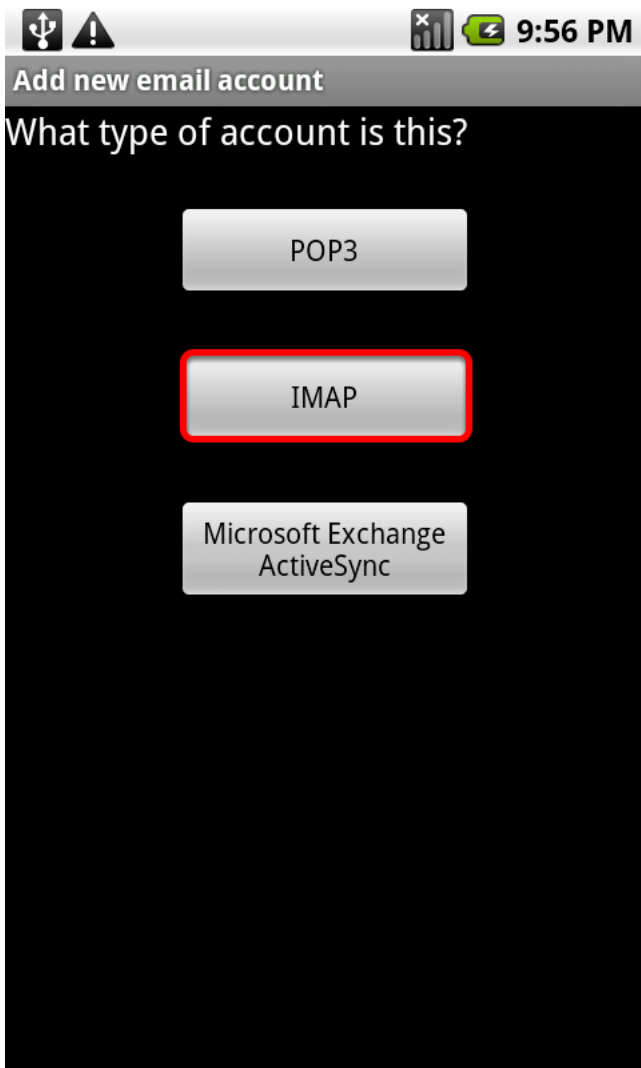 9:56 PM
Add new email account
What type of account is this?
POP3
IMAP
Microsoft Exchange
ActiveSync